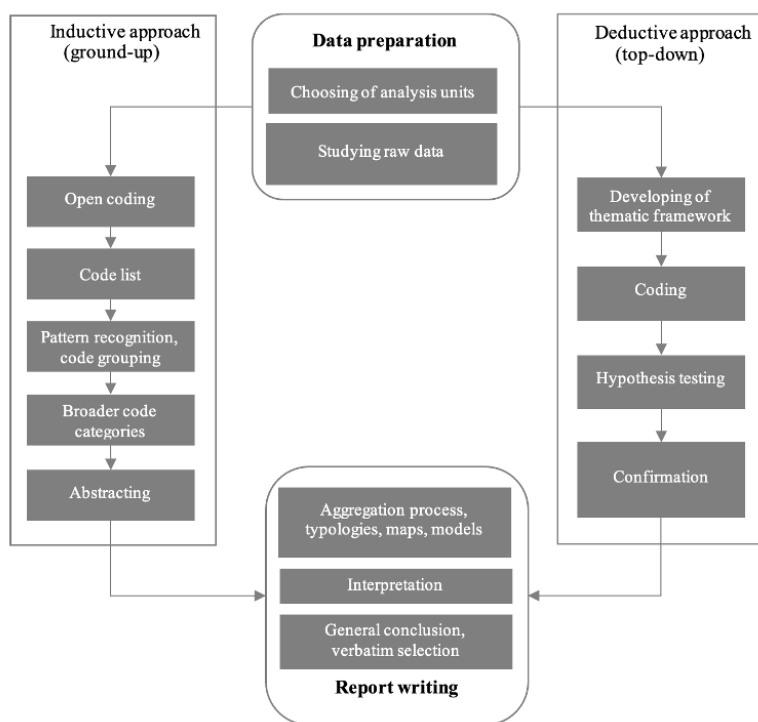 Inductive approach
(ground-up)
Data preparation
Choosing of analysis units
Studying raw data
Deductive approach
(top-down)
Open coding
Code list
Pattern recognition,
code grouping
Broader code
categories
Abstracting
Developing of
thematic framework
Coding
Hypothesis testing
Confirmation
Aggregation process,
typologies, maps, models
Interpretation
General conclusion,
verbatim selection
Report writing